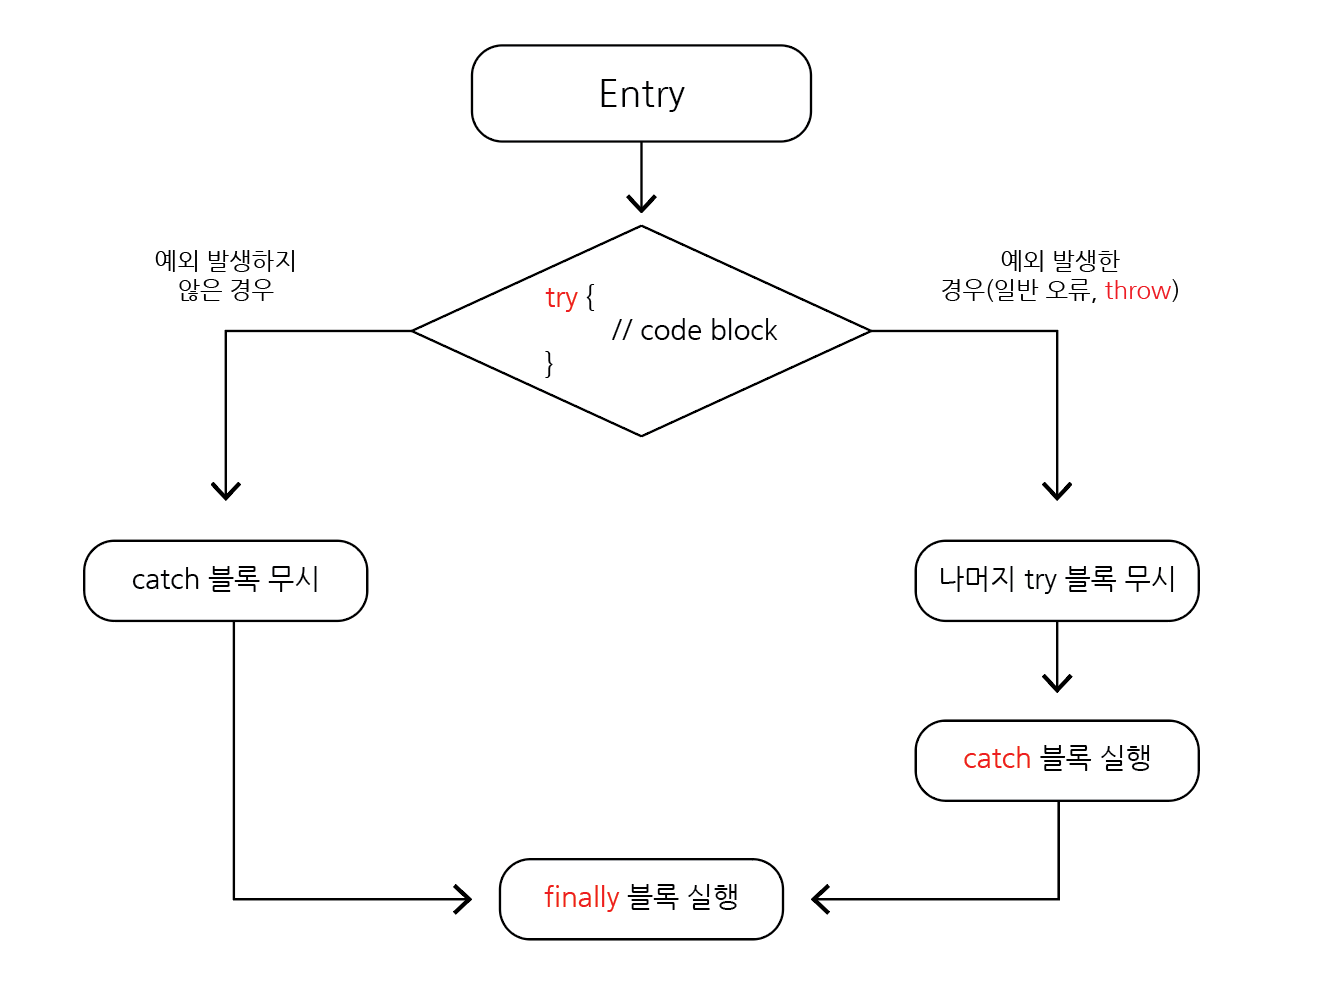 Entry
예외 발생하지
않은 경우
예외 발생한
경우(일반 오류, throw)
try {
// code block
}
catch 블록 무시
나머지 try 블록 무시
catch 블록 실행
finally 블록 실행